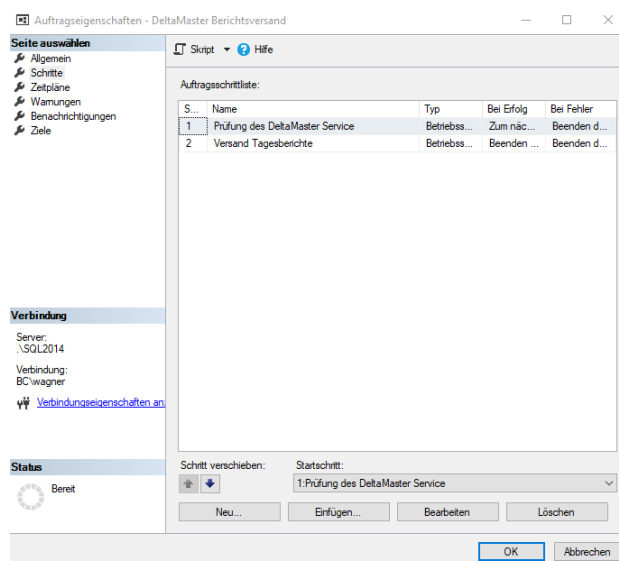 Auftragseigenschaften - DeltaMaster Berichtsversand
Seite auswählen
Allgemein
Schritte
Zeitpläne
Warnungen
Benachrichtigungen
Ziele
Skript
Hilfe
Auftragsschrittliste:
S... Name Typ Bei Erfolg Bei Fehler
1 Prüfung des DeltaMaster Service Betriebss... Zum näc... Beenden d...
2 Versand Tagesberichte Betriebss... Beenden ... Beenden d...
Verbindung
Server:
.\SQL2014
Verbindung:
BC\wagner
Verbindungseigenschaften an:
Status
Bereit
Schritt verschieben: Startschritt:
1:Prüfung des DeltaMaster Service
Neu... Einfügen... Bearbeiten Löschen
OK Abbrechen